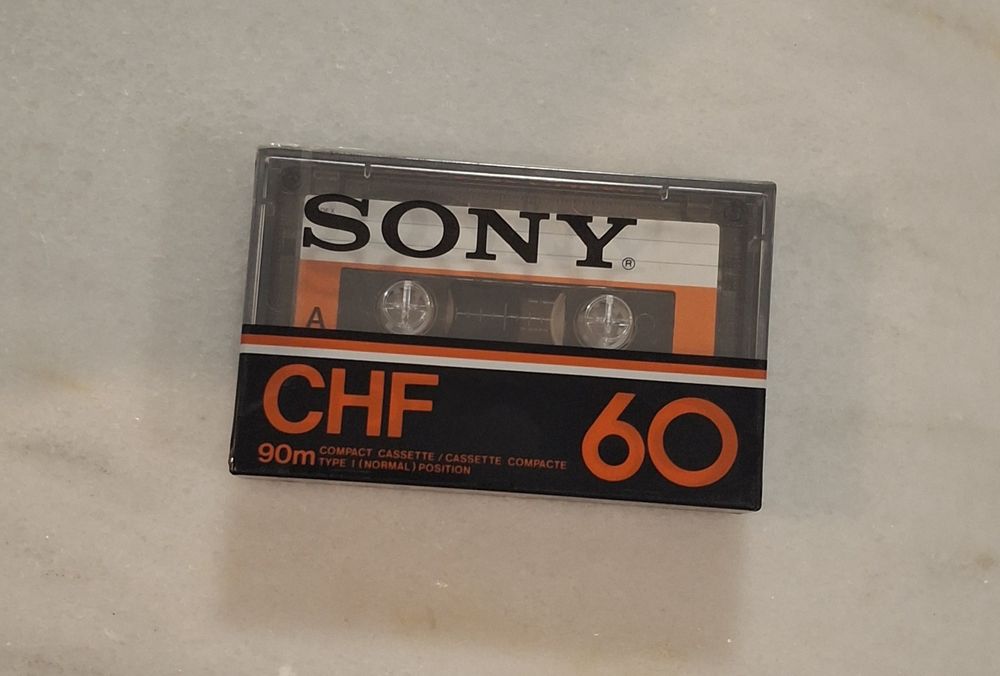 SONY®
A
CHF
60
90m COMPACT CASSETTE / CASSETTE COMPACTE
TYPE I (NORMAL) POSITION